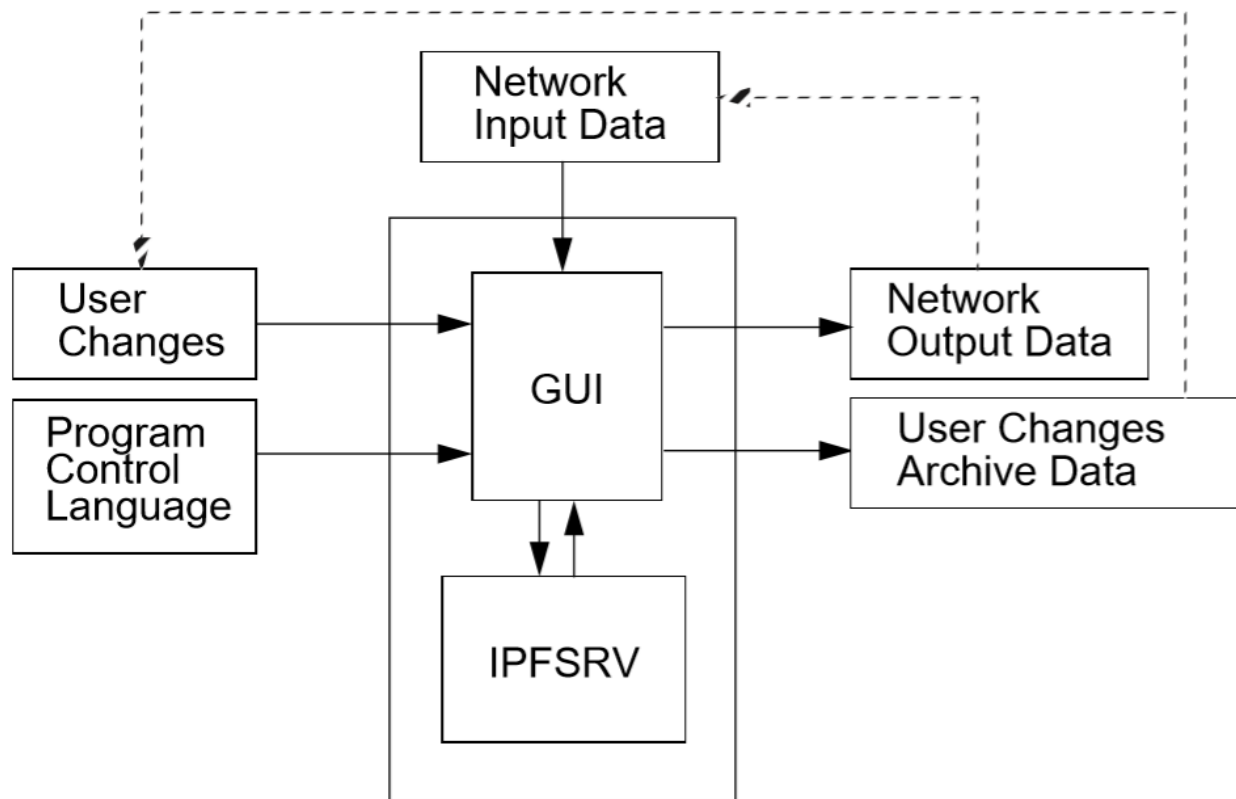 Network
Input Data
User
Changes
Network
Output Data
GUI
Program
Control
Language
User Changes
Archive Data
IPFSRV